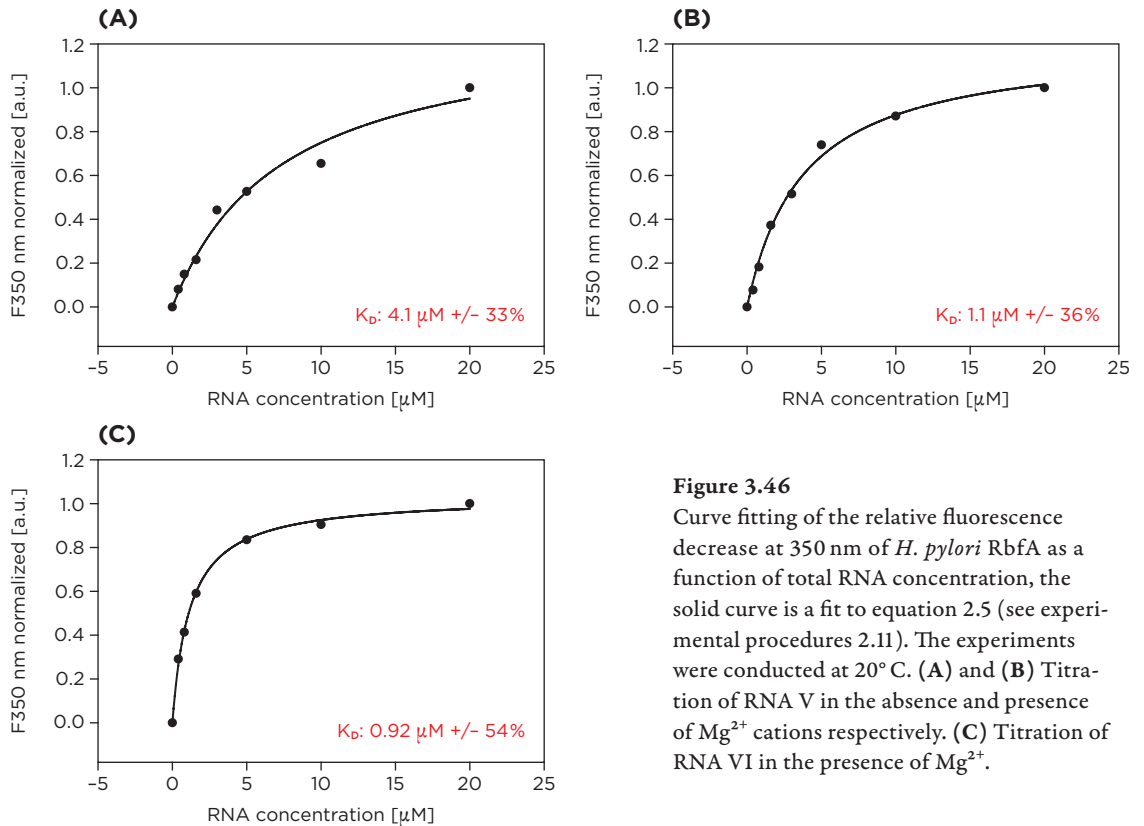 (A)
1.2
1.0
0.8
0.6
0.4
0.2
0.0
F350 nm normalized [a.u.]
K_D: 4.1 μM +/- 33%
−5 0 5 10 15 20 25
RNA concentration [μM]
(B)
1.2
1.0
0.8
0.6
0.4
0.2
0.0
F350 nm normalized [a.u.]
K_D: 1.1 μM +/- 36%
−5 0 5 10 15 20 25
RNA concentration [μM]
(C)
1.2
1.0
0.8
0.6
0.4
0.2
0.0
F350 nm normalized [a.u.]
K_D: 0.92 μM +/- 54%
−5 0 5 10 15 20 25
RNA concentration [μM]
Figure 3.46
Curve fitting of the relative fluorescence
decrease at 350 nm of H. pylori RbfA as a
function of total RNA concentration, the
solid curve is a fit to equation 2.5 (see experi-
mental procedures 2.11). The experiments
were conducted at 20° C. (A) and (B) Titra-
tion of RNA V in the absence and presence
of Mg²⁺ cations respectively. (C) Titration of
RNA VI in the presence of Mg²⁺.